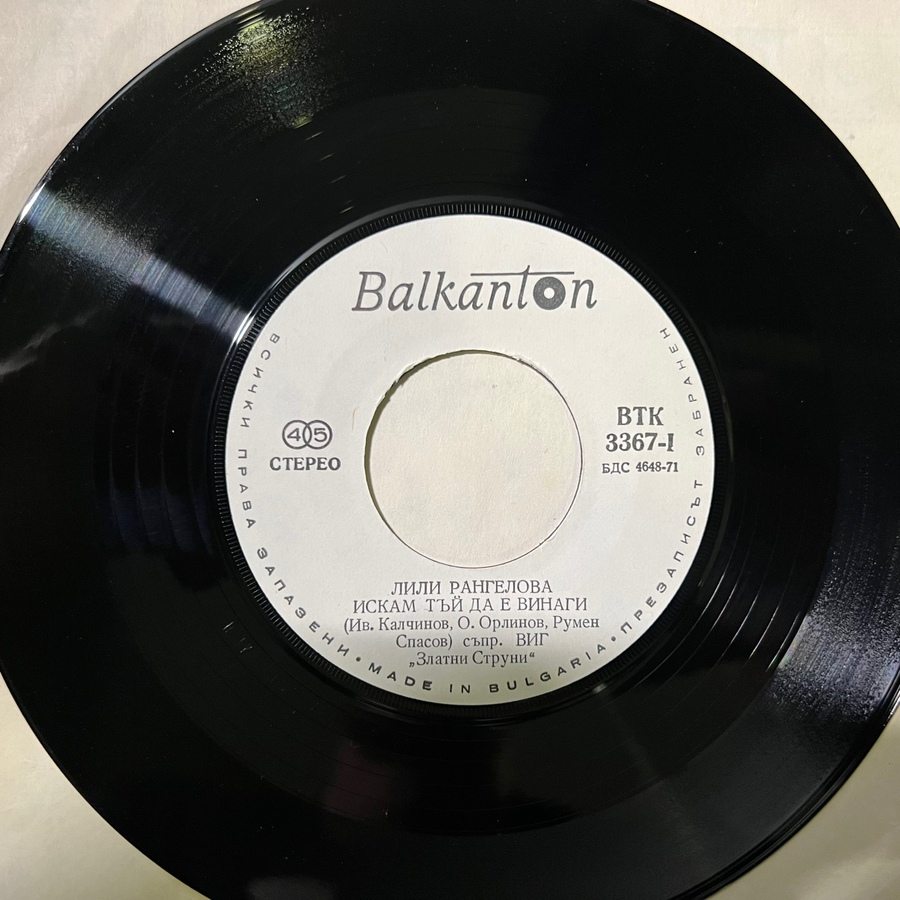 Balkanton
45
СТЕРЕО
ВТК
3367-I
БДС 4648-71
ЛИЛИ РАНГЕЛОВА
ИСКАМ ТЪЙ ДА Е ВИНАГИ
(Ив. Калчинов, О. Орлинов, Румен
Спасов) съпр. ВИГ
„Златни Струни“
ВСИЧКИ ПРАВА ЗАПАЗЕНИ • MADE IN BULGARIA • ПРЕЗАПИСЪТ ЗАБРАНЕН